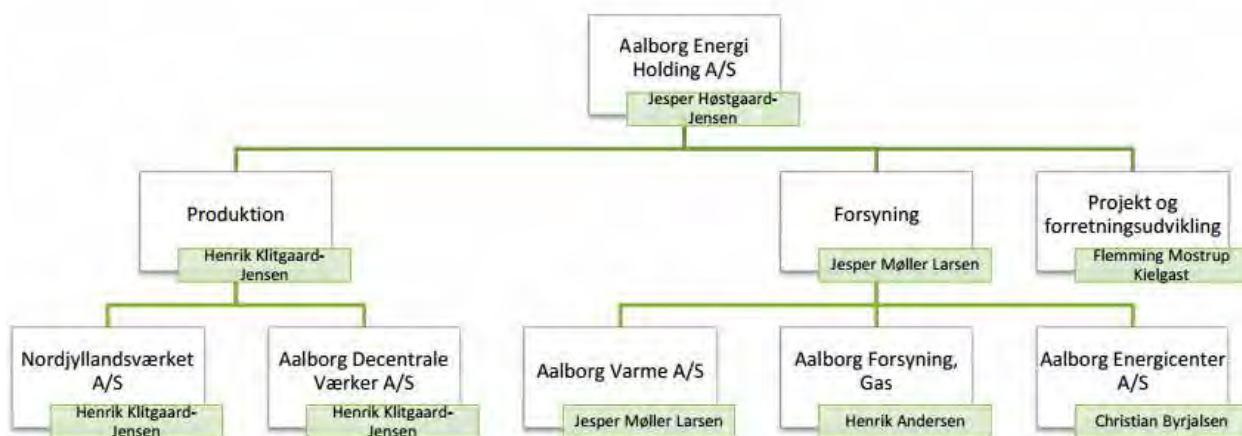 Aalborg Energi
Holding A/S
Jesper Høstgaard-
Jensen
Produktion
Henrik Klitgaard-
Jensen
Forsyning
Jesper Møller Larsen
Projekt og
forretningsudvikling
Flemming Mostrup
Kielgast
Nordjyllandsværket
A/S
Henrik Klitgaard-
Jensen
Aalborg Decentrale
Værker A/S
Henrik Klitgaard-
Jensen
Aalborg Varme A/S
Jesper Møller Larsen
Aalborg Forsyning,
Gas
Henrik Andersen
Aalborg Energicenter
A/S
Christian Byrjalsen